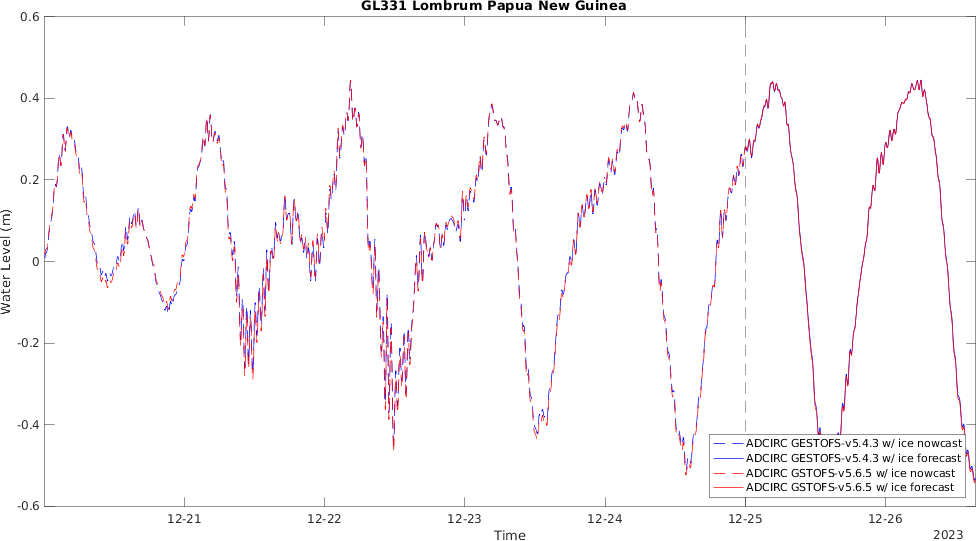 GL331 Lombrum Papua New Guinea
0.6
0.4
0.2
0
-0.2
-0.4
-0.6
Water Level (m)
12-21
12-22
12-23
12-24
12-25
12-26
Time
2023
ADCIRC GESTOFS-v5.4.3 w/ ice nowcast
ADCIRC GESTOFS-v5.4.3 w/ ice forecast
ADCIRC GSTOFS-v5.6.5 w/ ice nowcast
ADCIRC GSTOFS-v5.6.5 w/ ice forecast